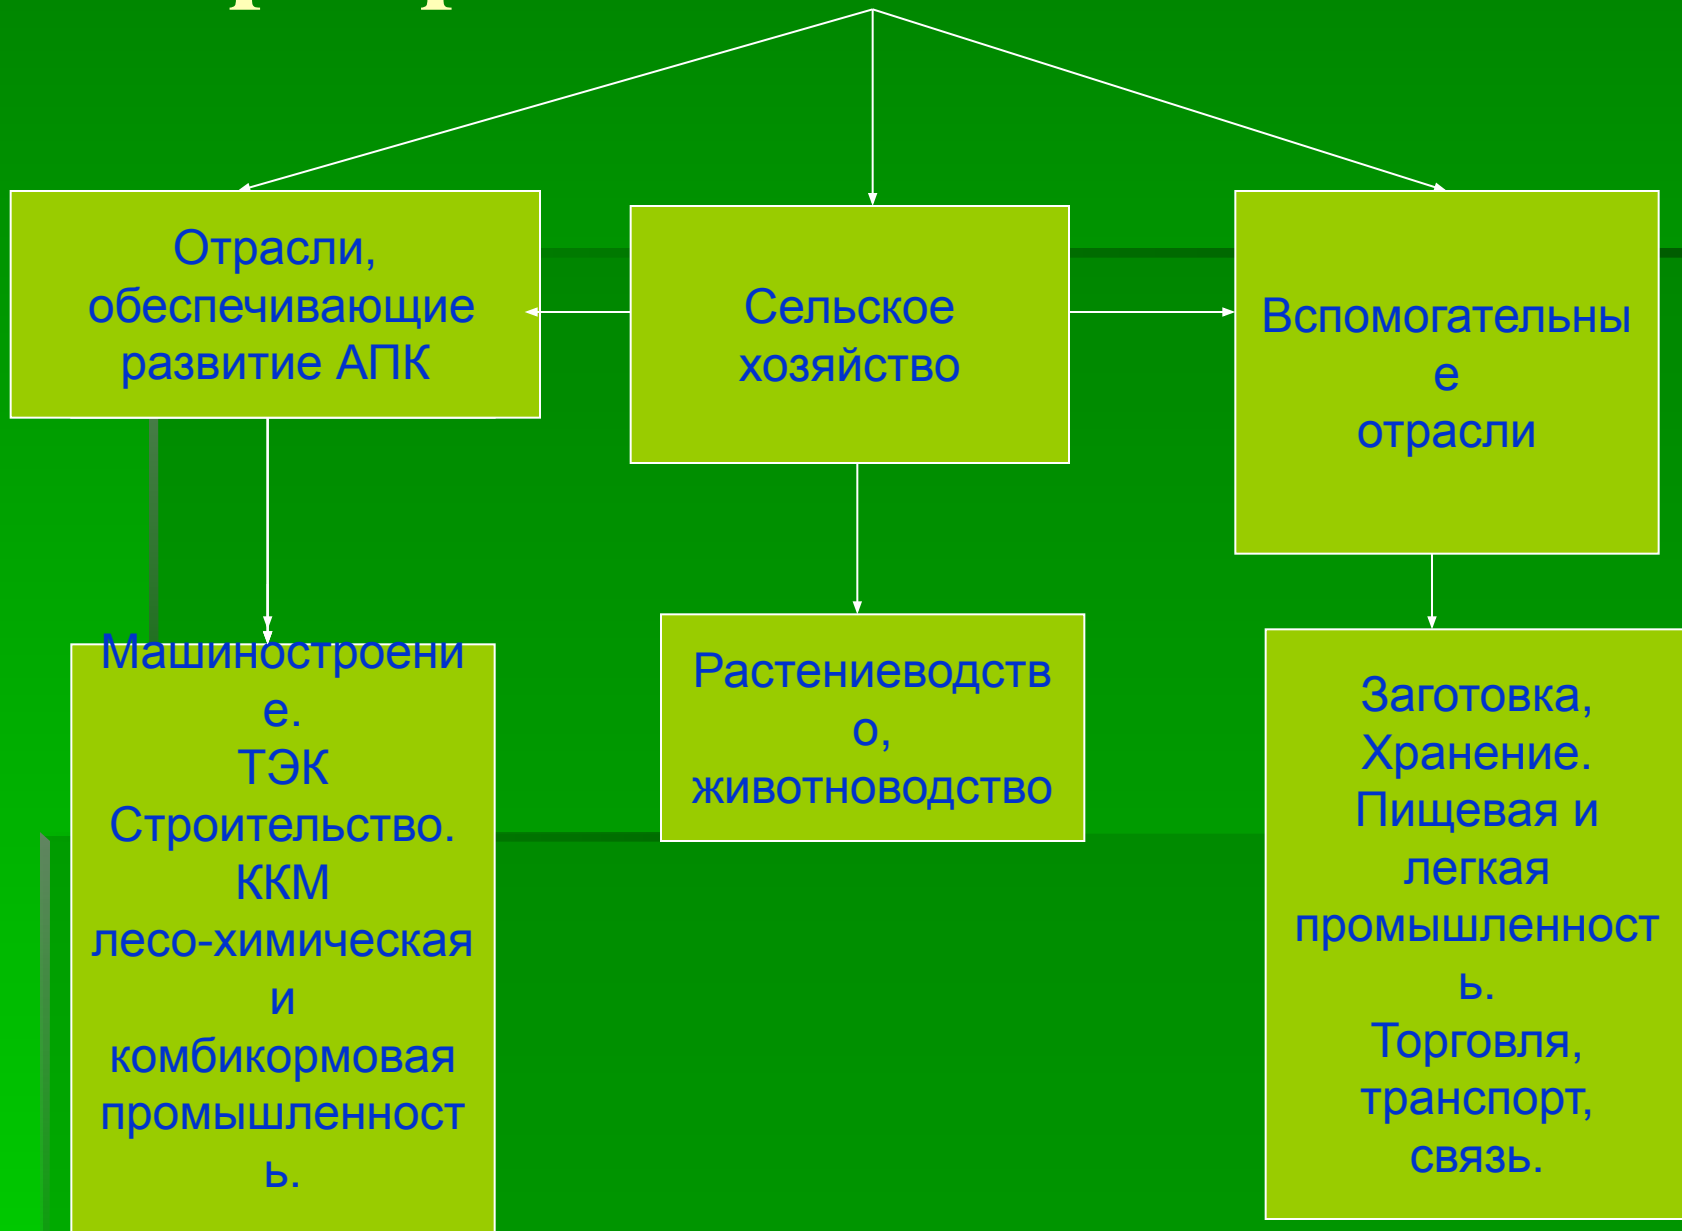 Отрасли,
обеспечивающие
развитие АПК
Сельское
хозяйство
Вспомогательны
е
отрасли
Машиностроени
е.
ТЭК
Строительство.
ККМ
лесо-химическая
и
комбикормовая
промышленност
ь.
Растениеводств
о,
животноводство
Заготовка,
Хранение.
Пищевая и
легкая
промышленност
ь.
Торговля,
транспорт,
связь.